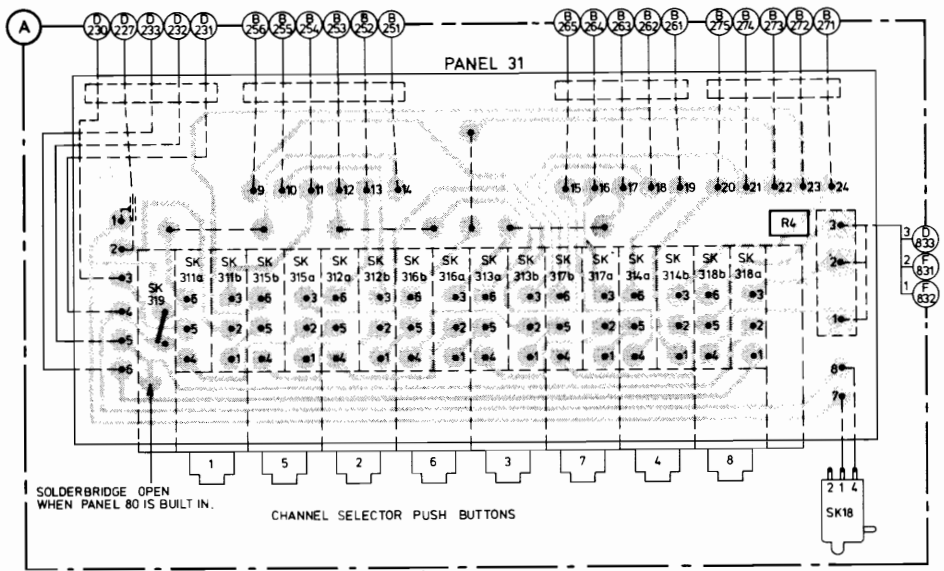 A D D D D D B B B B B B B B B B B B B B B B
230 227 233 232 231 256 255 254 253 252 251 265 264 263 262 261 275 274 273 272 271
PANEL 31
9 10 11 12 13 14 15 16 17 18 19 20 21 22 23 24
1 R4 3 3 D 833
2 2 2 F 831
1 F 832
SK SK SK SK SK SK SK SK SK SK SK SK SK SK SK SK
311a 311b 315b 315a 312a 312b 316b 316a 313a 313b 317b 317a 314a 314b 318b 318a
3 SK 319
6 3 6 3 6 3 6 3 6 3 6 3 6 3 6 3
4 5 2 5 2 5 2 5 2 5 2 5 2 5 2 5 2 1
5
4 1 4 1 4 1 4 1 4 1 4 1 4 1 4 1
6 8
7
1 5 2 6 3 7 4 8
SOLDERBRIDGE OPEN
WHEN PANEL 80 IS BUILT IN.
CHANNEL SELECTOR PUSH BUTTONS
2 1 4
SK18